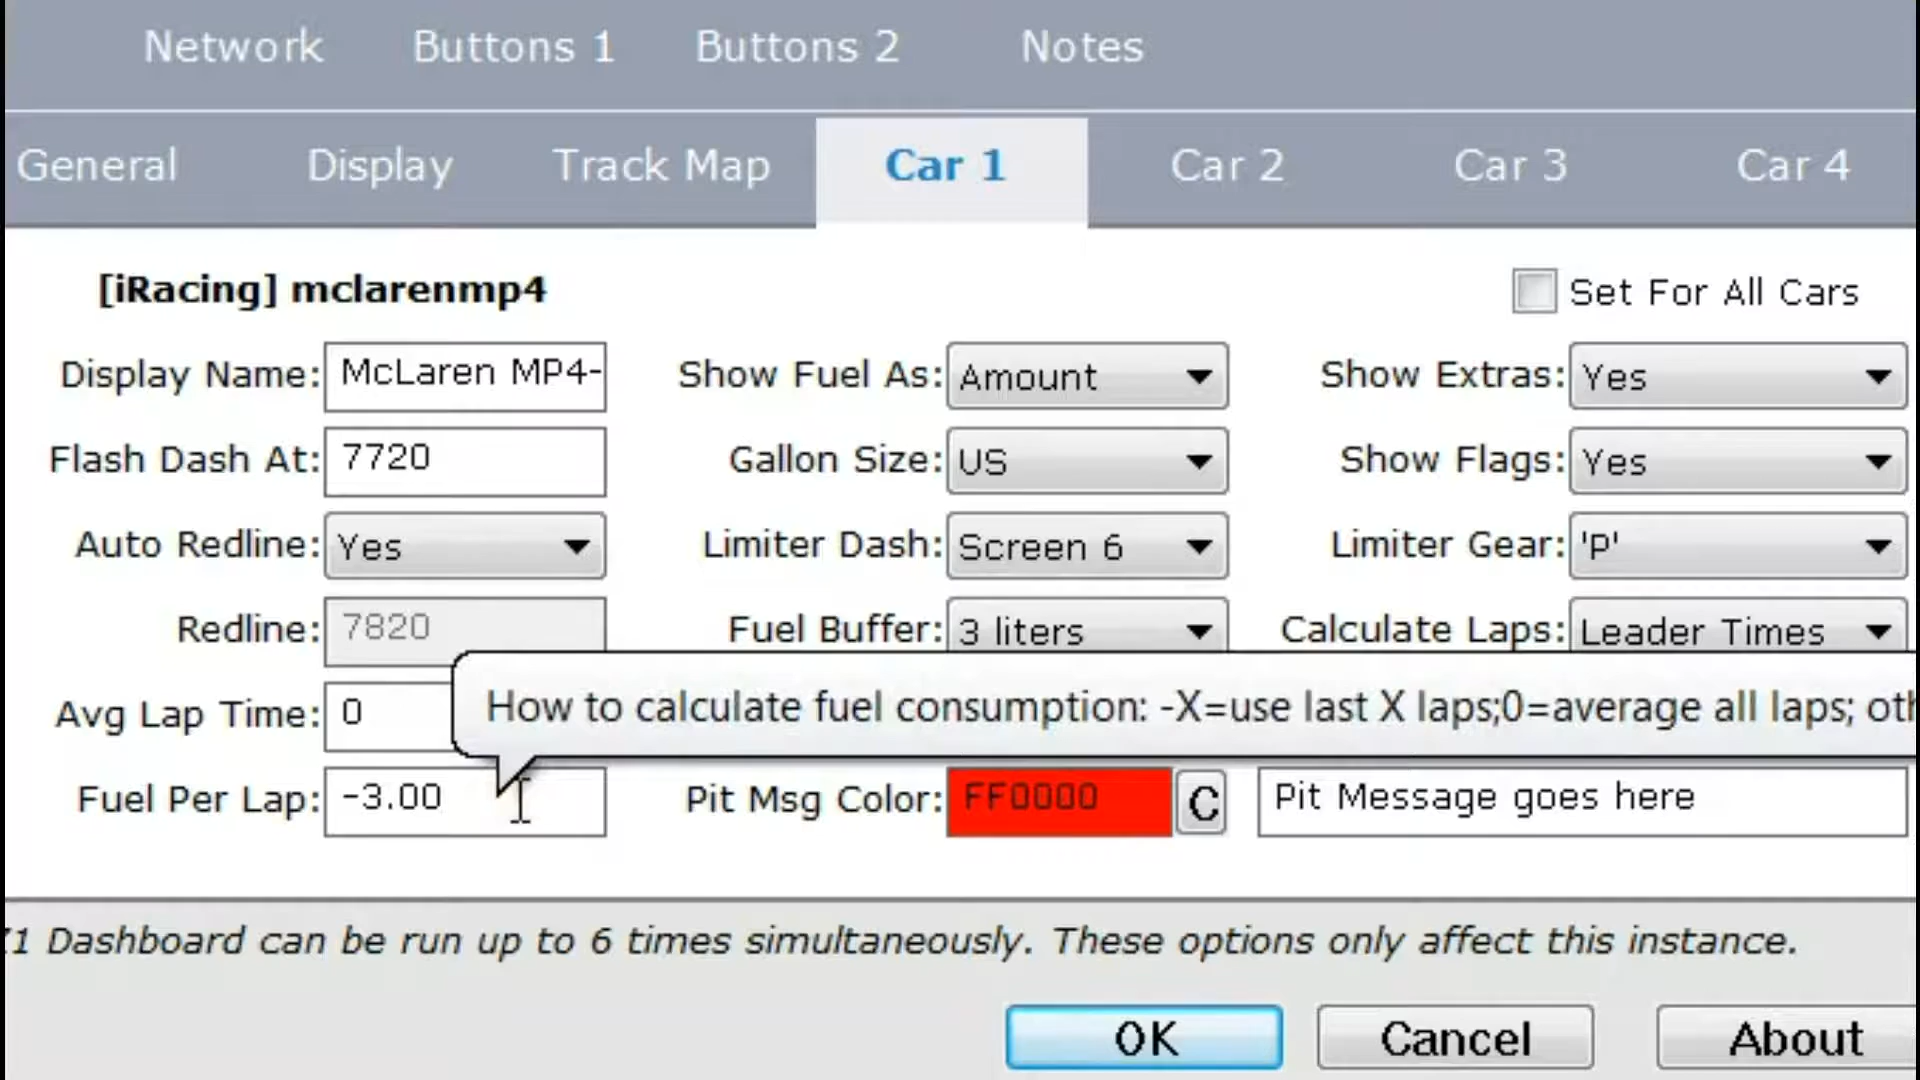 Network Buttons 1 Buttons 2 Notes
General Display Track Map Car 1 Car 2 Car 3 Car 4
[iRacing] mclarenmp4 Set For All Cars
Display Name: McLaren MP4- Show Fuel As: Amount Show Extras: Yes
Flash Dash At: 7720 Gallon Size: US Show Flags: Yes
Auto Redline: Yes Limiter Dash: Screen 6 Limiter Gear: 'P'
Redline: 7820 Fuel Buffer: 3 liters Calculate Laps: Leader Times
Avg Lap Time: 0 How to calculate fuel consumption: -X=use last X laps;0=average all laps;
Fuel Per Lap: -3.00 Pit Msg Color: FF0000 C Pit Message goes here
1 Dashboard can be run up to 6 times simultaneously. These options only affect this instance.
OK Cancel About